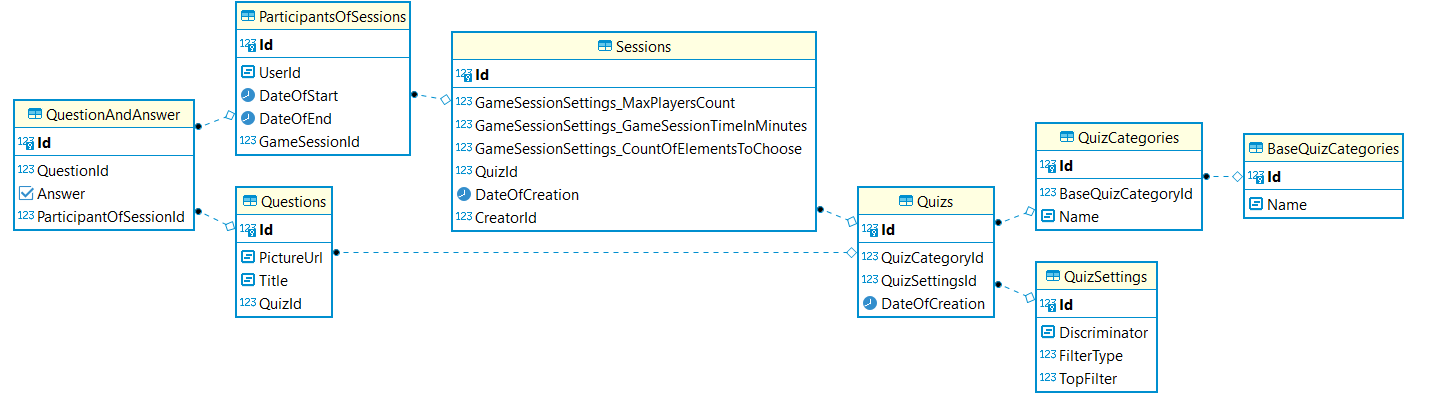 ParticipantsOfSessions
Id
UserId
DateOfStart
DateOfEnd
GameSessionId
Sessions
Id
GameSessionSettings_MaxPlayersCount
GameSessionSettings_GameSessionTimeInMinutes
GameSessionSettings_CountOfElementsToChoose
QuizId
DateOfCreation
CreatorId
QuestionAndAnswer
Id
QuestionId
Answer
ParticipantOfSessionId
Questions
Id
PictureUrl
Title
QuizId
Quizs
Id
QuizCategoryId
QuizSettingsId
DateOfCreation
QuizCategories
Id
BaseQuizCategoryId
Name
BaseQuizCategories
Id
Name
QuizSettings
Id
Discriminator
FilterType
TopFilter